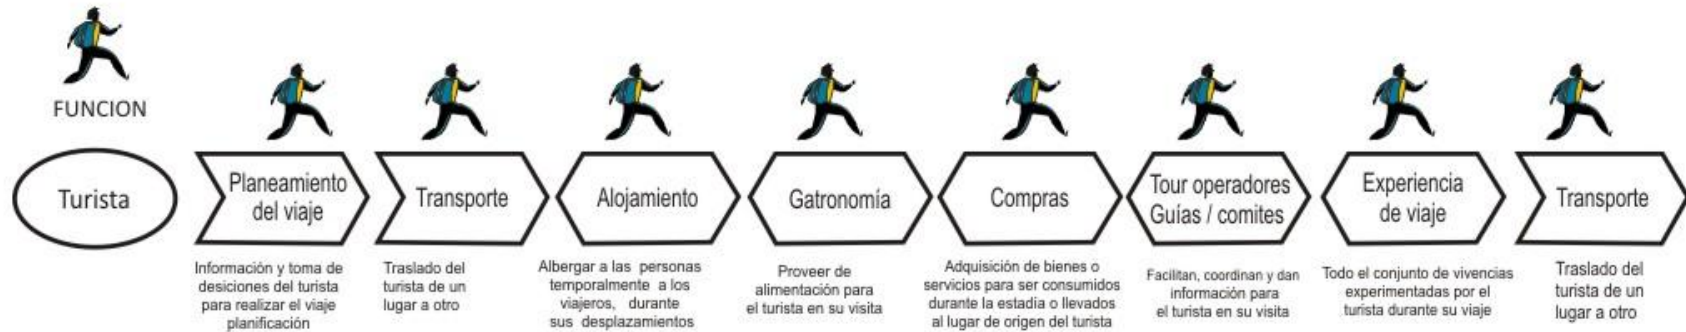 FUNCION
Turista
Planeamiento
del viaje
Información y toma de
desiciones del turista
para realizar el viaje
planificación
Transporte
Traslado del
turista de un
lugar a otro
Alojamiento
Albergar a las personas
temporalmente a los
viajeros, durante
sus desplazamientos
Gatronomía
Proveer de
alimentación para
el turista en su visita
Compras
Adquisición de bienes o
servicios para ser consumidos
durante la estadía o llevados
al lugar de origen del turista
Tour operadores
Guías / comites
Facilitan, coordinan y dan
información para
el turista en su visita
Experiencia
de viaje
Todo el conjunto de vivencias
experimentadas por el
turista durante su viaje
Transporte
Traslado del
turista de un
lugar a otro